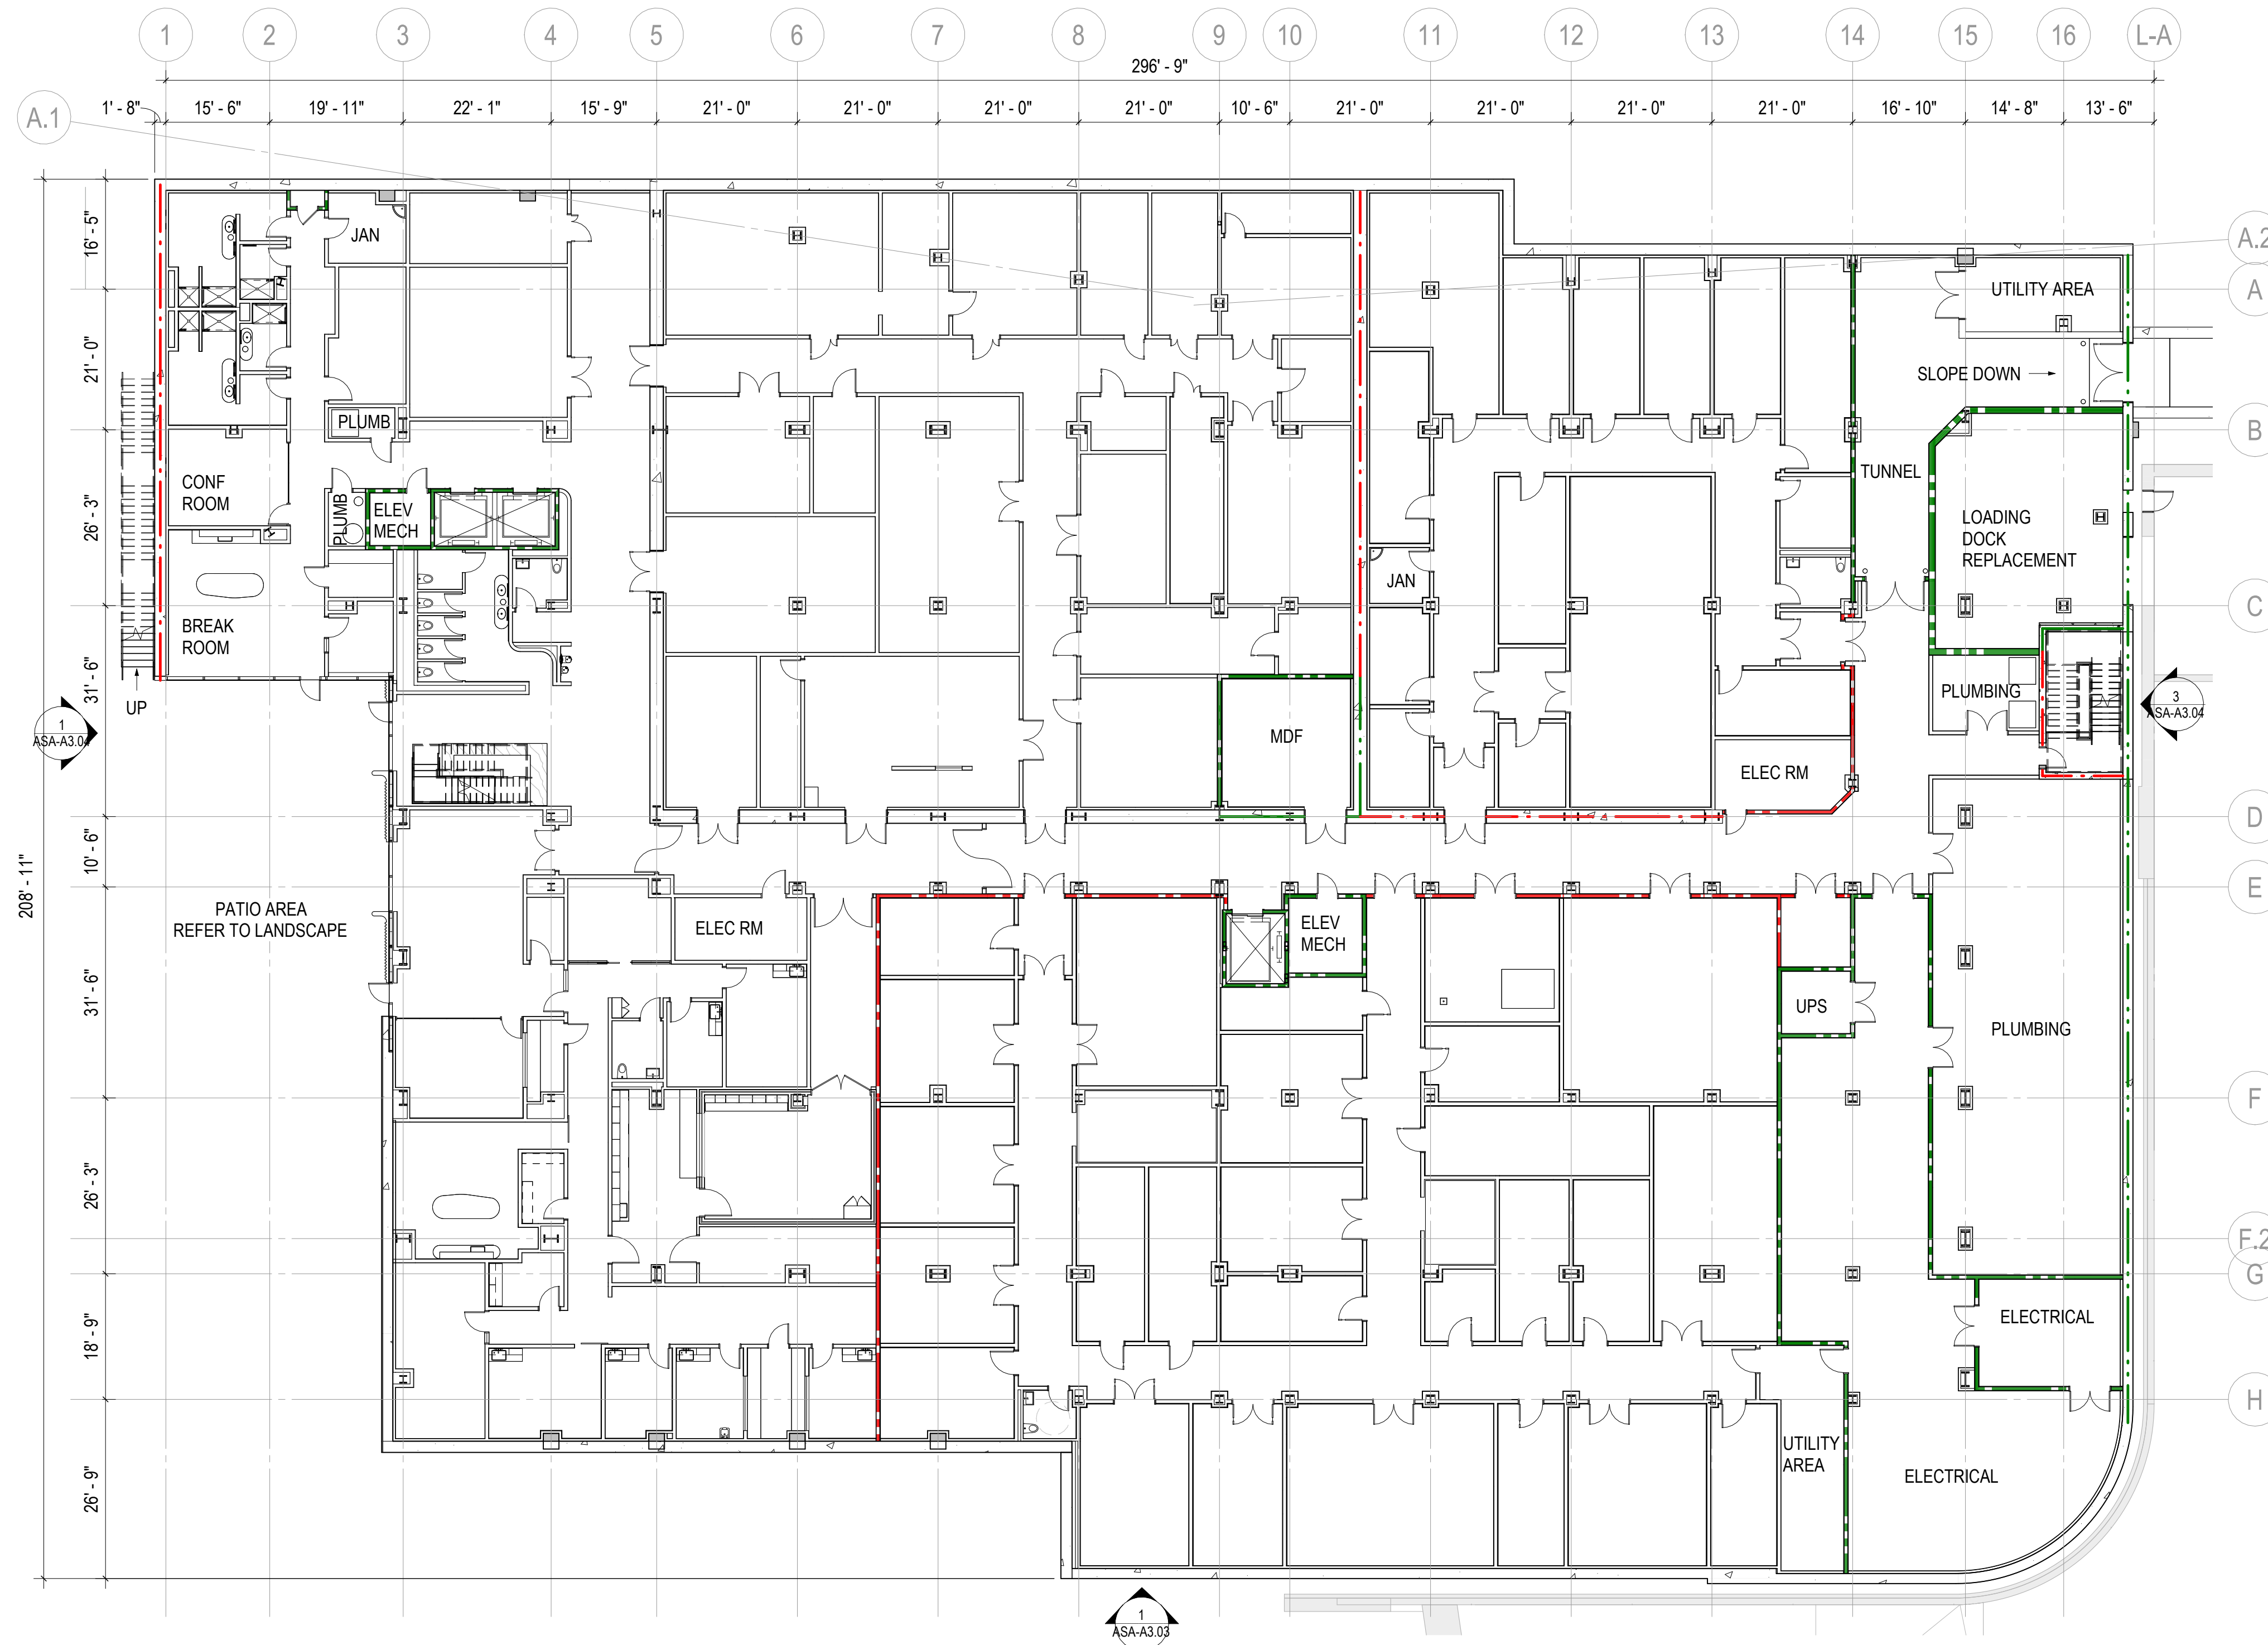 1 2 3 4 5 6 7 8 9 10 11 12 13 14 15 16 L-A
296' - 9"
1' - 8" 15' - 6" 19' - 11" 22' - 1" 15' - 9" 21' - 0" 21' - 0" 21' - 0" 21' - 0" 10' - 6" 21' - 0" 21' - 0" 21' - 0" 21' - 0" 16' - 10" 14' - 8" 13' - 6"
A.1
16' - 5"
JAN
A.2
UTILITY AREA
A
21' - 0"
SLOPE DOWN
PLUMB
B
TUNNEL
CONF
ROOM
PLUMB
ELEV
MECH
26' - 3"
LOADING
DOCK
REPLACEMENT
JAN
C
BREAK
ROOM
31' - 6"
PLUMBING
UP
1
ASA-A3.04
3
ASA-A3.04
MDF
ELEC RM
D
208' - 11"
10' - 6"
E
PATIO AREA
REFER TO LANDSCAPE
ELEC RM
ELEV
MECH
31' - 6"
UPS
PLUMBING
F
26' - 3"
F.2
G
18' - 9"
ELECTRICAL
H
26' - 9"
UTILITY
AREA
ELECTRICAL
1
ASA-A3.03